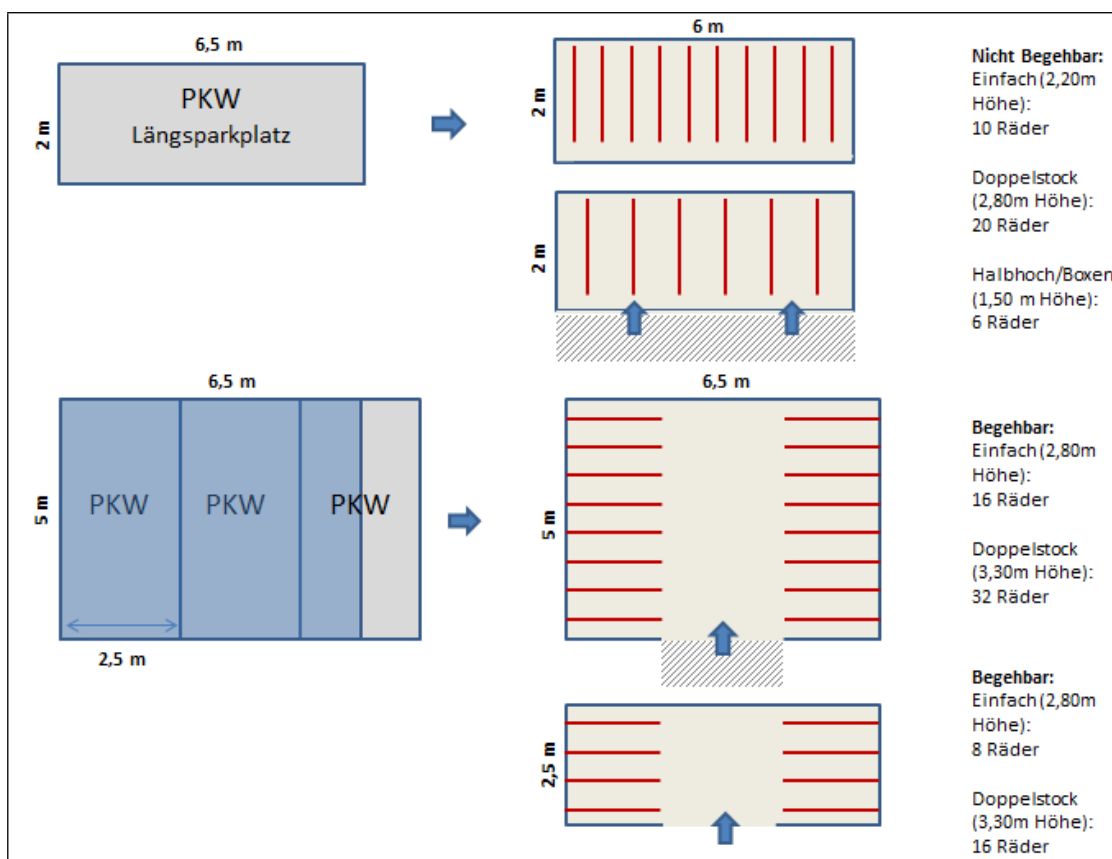 6,5 m
2 m
PKW
Längsparkplatz
6 m
2 m
2 m
Nicht Begehbar:
Einfach (2,20m
Höhe):
10 Räder
Doppelstock
(2,80m Höhe):
20 Räder
Halbhoch/Boxen
(1,50 m Höhe):
6 Räder
6,5 m
5 m
PKW PKW PKW
2,5 m
6,5 m
5 m
2,5 m
Begehbar:
Einfach (2,80m
Höhe):
16 Räder
Doppelstock
(3,30m Höhe):
32 Räder
Begehbar:
Einfach (2,80m
Höhe):
8 Räder
Doppelstock
(3,30m Höhe):
16 Räder